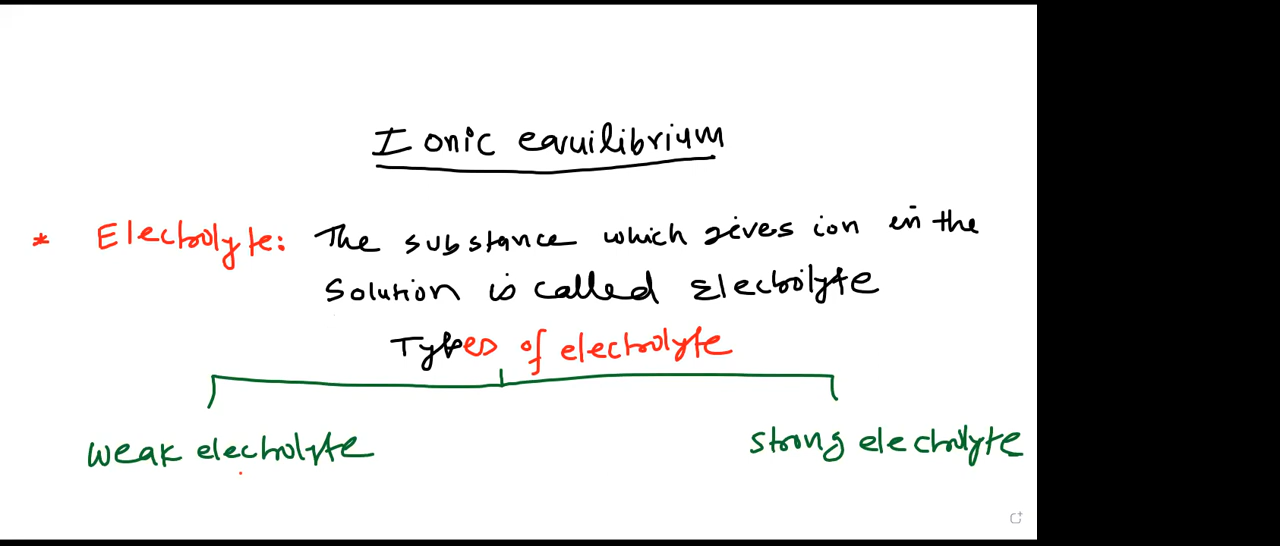 Ionic equilibrium
* Electrolyte: The substance which gives ion in the
Solution is called Electrolyte
Types of electrolyte
weak electrolyte
strong electrolyte